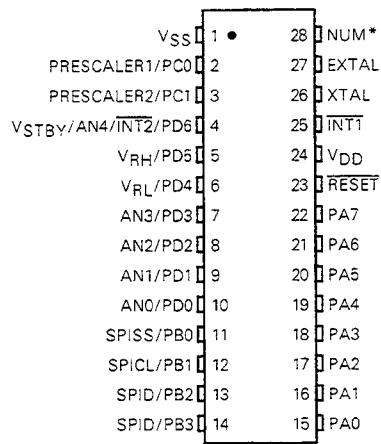 VSS 1 28 NUM*
PRESCALER1/PC0 2 27 EXTAL
PRESCALER2/PC1 3 26 XTAL
VSTBY/AN4/INT2/PD6 4 25 INT1
VRH/PD5 5 24 VDD
VRL/PD4 6 23 RESET
AN3/PD3 7 22 PA7
AN2/PD2 8 21 PA6
AN1/PD1 9 20 PA5
AN0/PD0 10 19 PA4
SPISS/PB0 11 18 PA3
SPICL/PB1 12 17 PA2
SPID/PB2 13 16 PA1
SPID/PB3 14 15 PA0